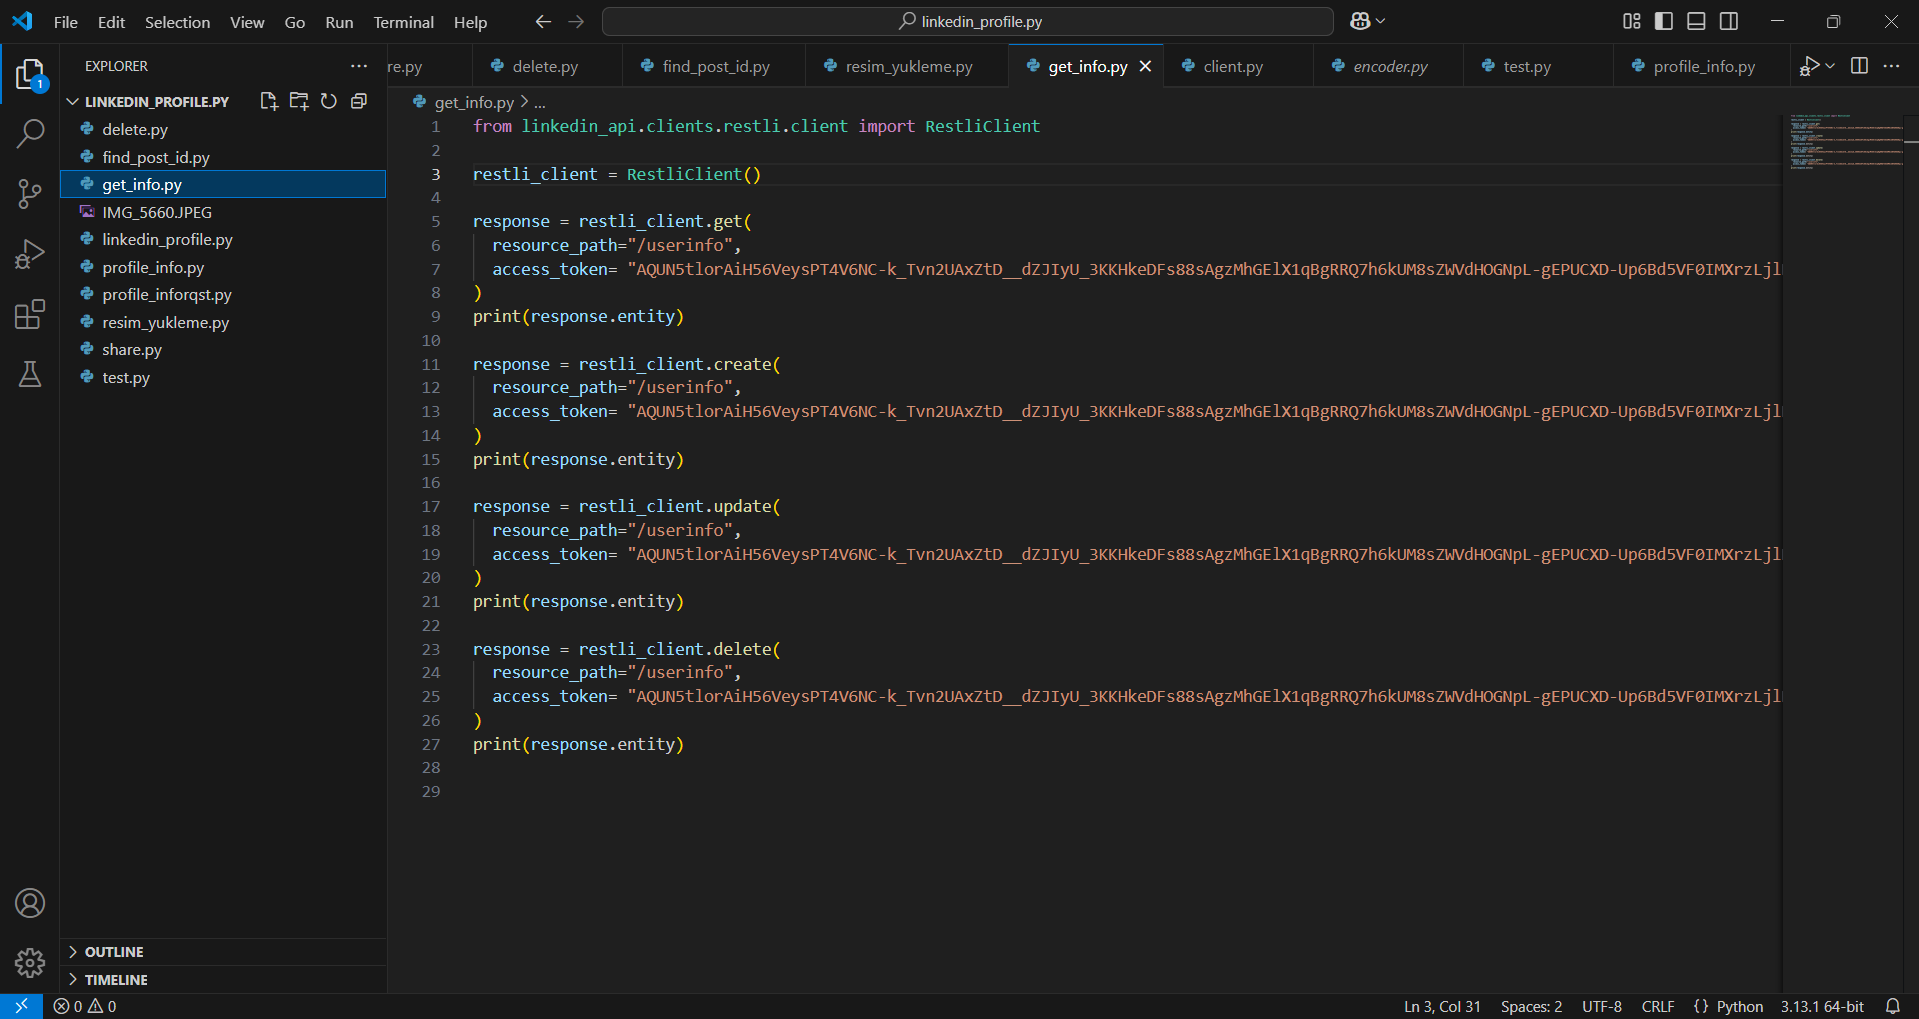 File Edit Selection View Go Run Terminal Help
linkedin_profile.py
EXPLORER
re.py delete.py find_post_id.py resim_yukleme.py get_info.py client.py encoder.py test.py profile_info.py
LINKEDIN_PROFILE.PY
delete.py
find_post_id.py
get_info.py
IMG_5660.JPEG
linkedin_profile.py
profile_info.py
profile_inforqst.py
resim_yukleme.py
share.py
test.py
OUTLINE
TIMELINE
1
get_info.py > ...
1 from linkedin_api.clients.restli.client import RestliClient
2
3 restli_client = RestliClient()
4
5 response = restli_client.get(
6 resource_path="/userinfo",
7 access_token= "AQUN5tlorAiH56VeysPT4V6NC-k_Tvn2UAxZtD__dZJIyU_3KKHkeDFs88sAgzMhGElX1qBgRRQ7h6kUM8sZWVdHOGNpL-gEPUCXD-Up6Bd5VF0IMXrzLjl
8 )
9 print(response.entity)
10
11 response = restli_client.create(
12 resource_path="/userinfo",
13 access_token= "AQUN5tlorAiH56VeysPT4V6NC-k_Tvn2UAxZtD__dZJIyU_3KKHkeDFs88sAgzMhGElX1qBgRRQ7h6kUM8sZWVdHOGNpL-gEPUCXD-Up6Bd5VF0IMXrzLjl
14 )
15 print(response.entity)
16
17 response = restli_client.update(
18 resource_path="/userinfo",
19 access_token= "AQUN5tlorAiH56VeysPT4V6NC-k_Tvn2UAxZtD__dZJIyU_3KKHkeDFs88sAgzMhGElX1qBgRRQ7h6kUM8sZWVdHOGNpL-gEPUCXD-Up6Bd5VF0IMXrzLjl
20 )
21 print(response.entity)
22
23 response = restli_client.delete(
24 resource_path="/userinfo",
25 access_token= "AQUN5tlorAiH56VeysPT4V6NC-k_Tvn2UAxZtD__dZJIyU_3KKHkeDFs88sAgzMhGElX1qBgRRQ7h6kUM8sZWVdHOGNpL-gEPUCXD-Up6Bd5VF0IMXrzLjl
26 )
27 print(response.entity)
28
29
0 0
Ln 3, Col 31 Spaces: 2 UTF-8 CRLF {} Python 3.13.1 64-bit